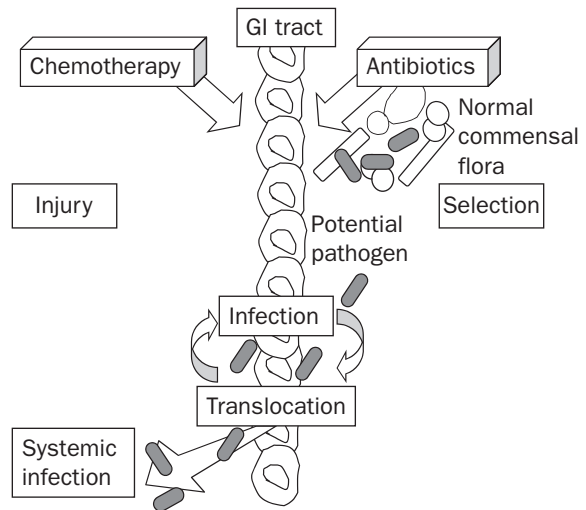 GI tract
Chemotherapy
Antibiotics
Normal
commensal
flora
Injury
Selection
Potential
pathogen
Infection
Translocation
Systemic
infection